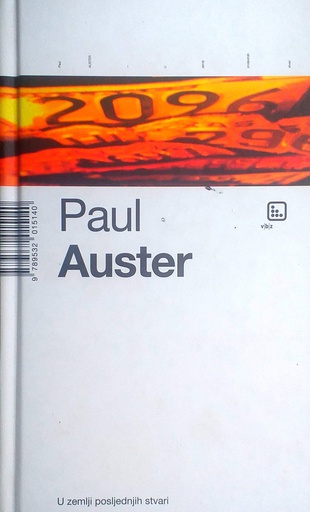 2096
Paul
Auster
v|b|z
9 789532 015140
U zemlji posljednjih stvari